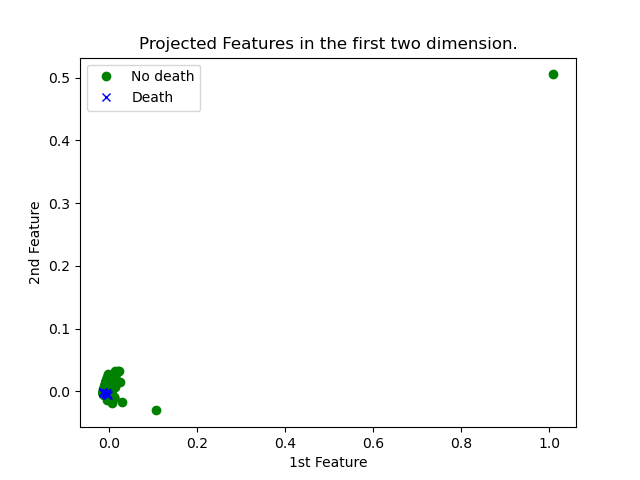 Projected Features in the first two dimension.
No death
Death
0.5
0.4
0.3
0.2
0.1
0.0
2nd Feature
0.0 0.2 0.4 0.6 0.8 1.0
1st Feature